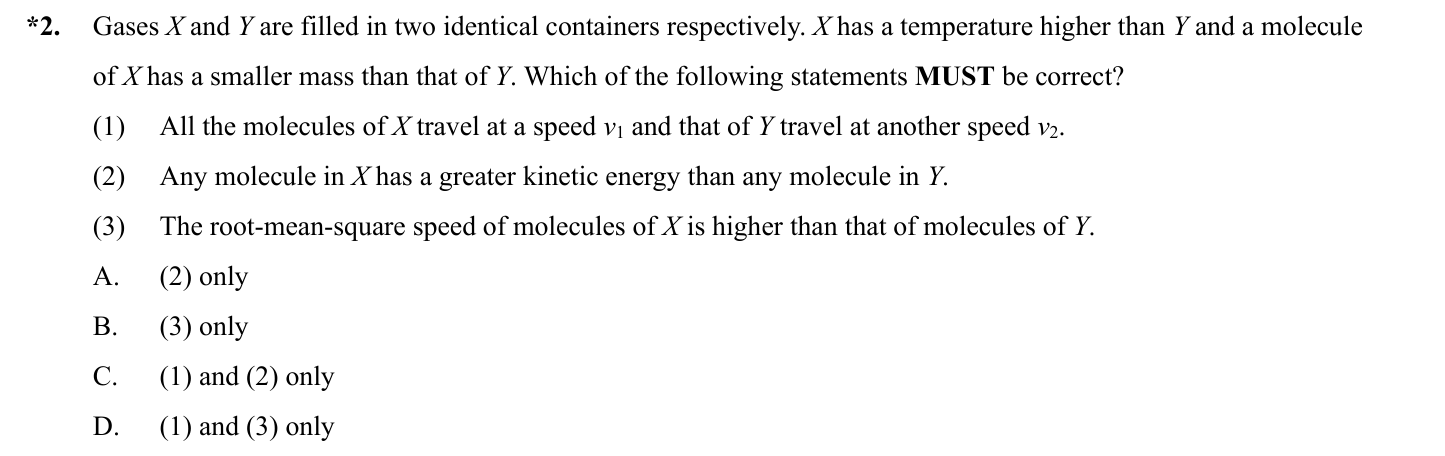 *2. Gases X and Y are filled in two identical containers respectively. X has a temperature higher than Y and a molecule
of X has a smaller mass than that of Y. Which of the following statements MUST be correct?
(1) All the molecules of X travel at a speed v₁ and that of Y travel at another speed v₂.
(2) Any molecule in X has a greater kinetic energy than any molecule in Y.
(3) The root-mean-square speed of molecules of X is higher than that of molecules of Y.
A. (2) only
B. (3) only
C. (1) and (2) only
D. (1) and (3) only